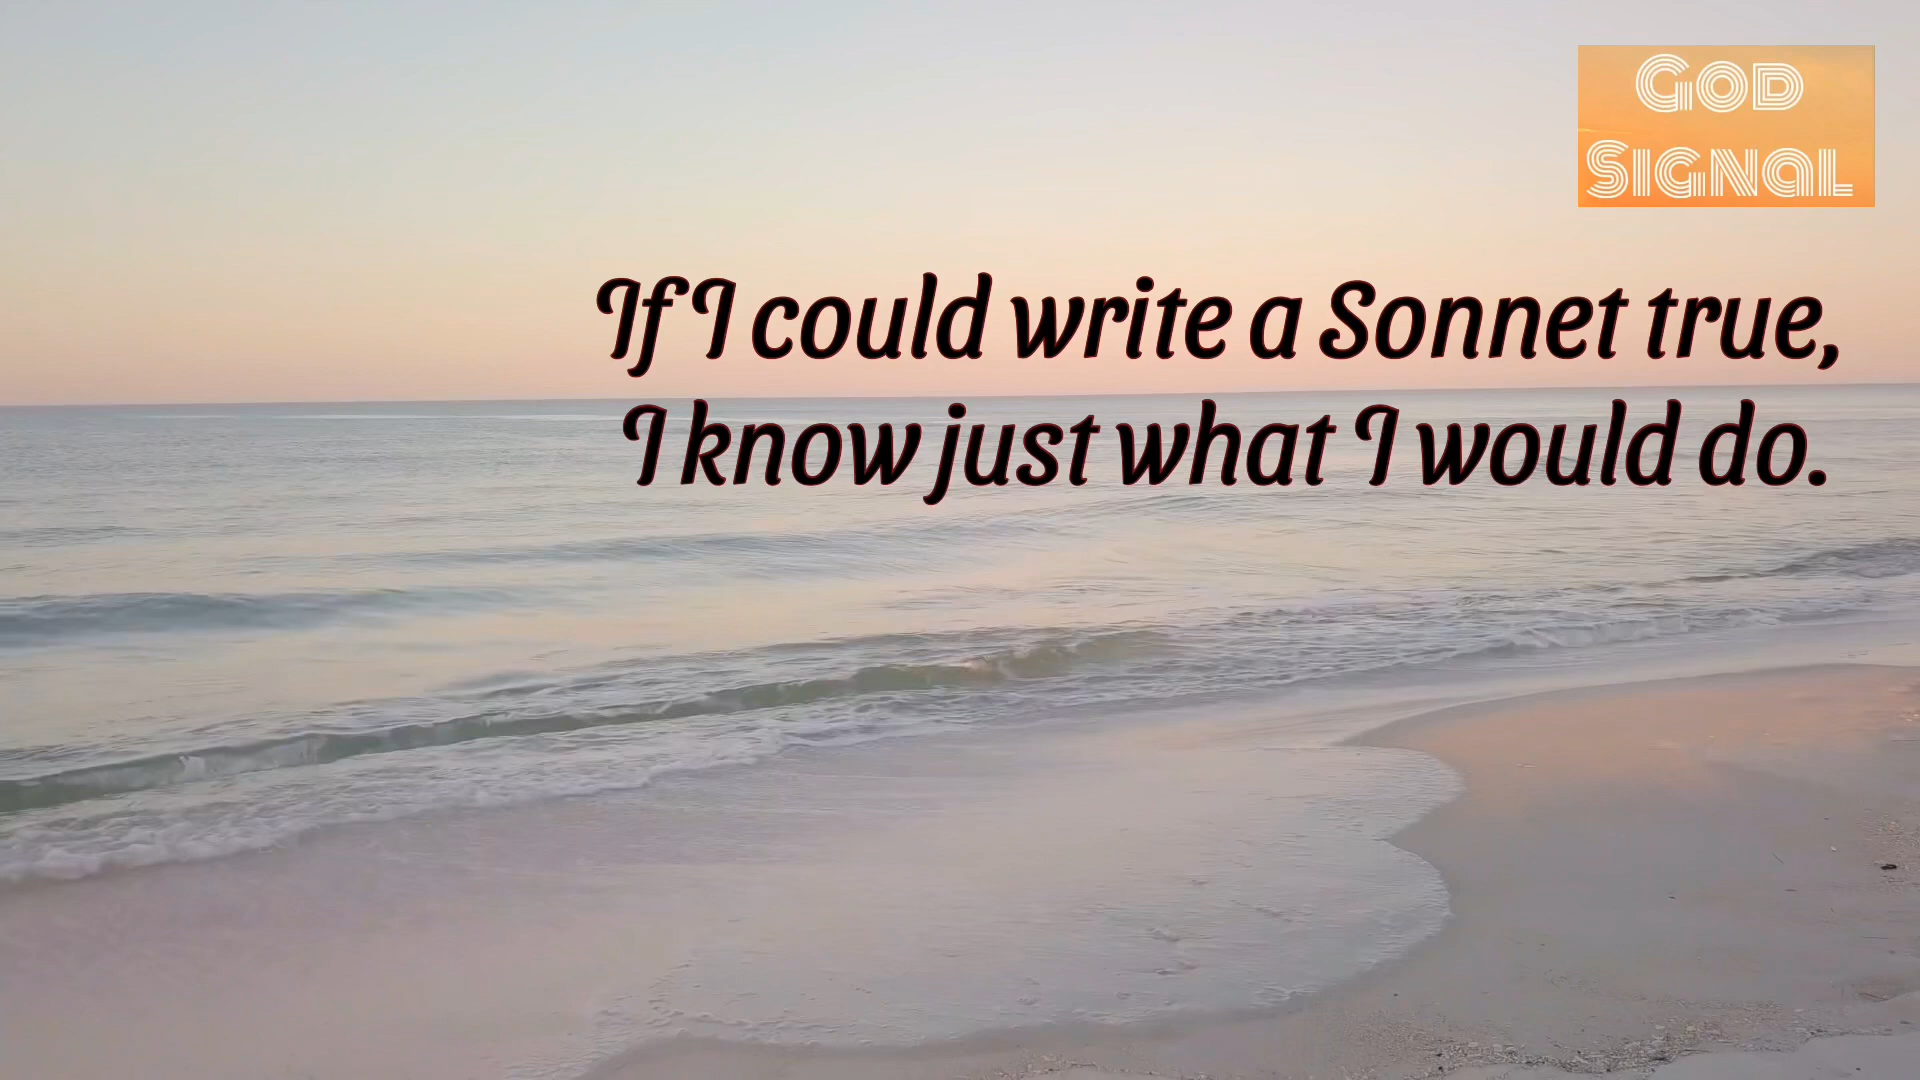 God
Signal
If I could write a Sonnet true,
I know just what I would do.